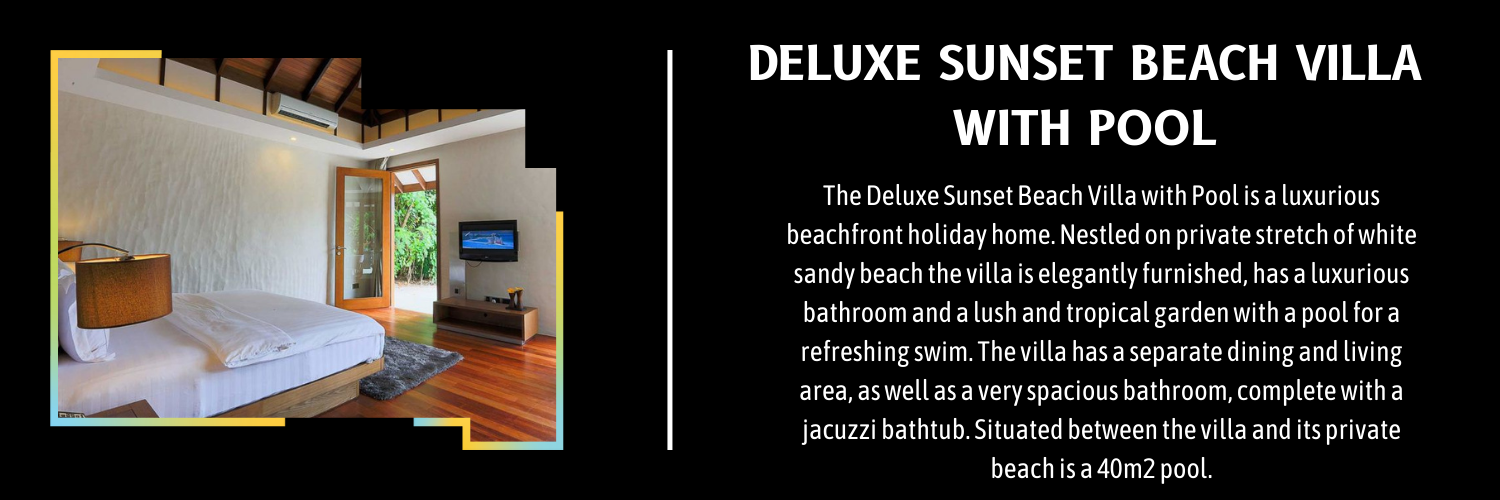 DELUXE SUNSET BEACH VILLA
WITH POOL
The Deluxe Sunset Beach Villa with Pool is a luxurious
beachfront holiday home. Nestled on private stretch of white
sandy beach the villa is elegantly furnished, has a luxurious
bathroom and a lush and tropical garden with a pool for a
refreshing swim. The villa has a separate dining and living
area, as well as a very spacious bathroom, complete with a
jacuzzi bathtub. Situated between the villa and its private
beach is a 40m2 pool.